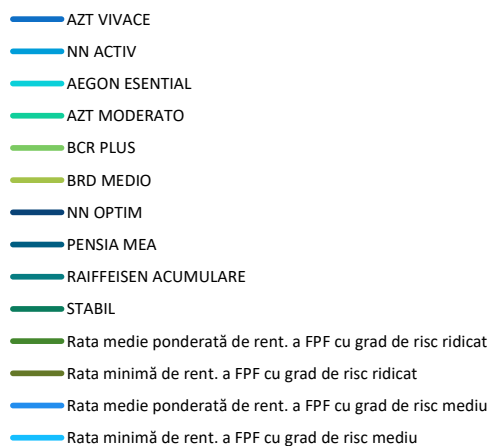 AZT VIVACE
NN ACTIV
AEGON ESENTIAL
AZT MODERATO
BCR PLUS
BRD MEDIO
NN OPTIM
PENSIA MEA
RAIFFEISEN ACUMULARE
STABIL
Rata medie ponderată de rent. a FPF cu grad de risc ridicat
Rata minimă de rent. a FPF cu grad de risc ridicat
Rata medie ponderată de rent. a FPF cu grad de risc mediu
Rata minimă de rent. a FPF cu grad de risc mediu